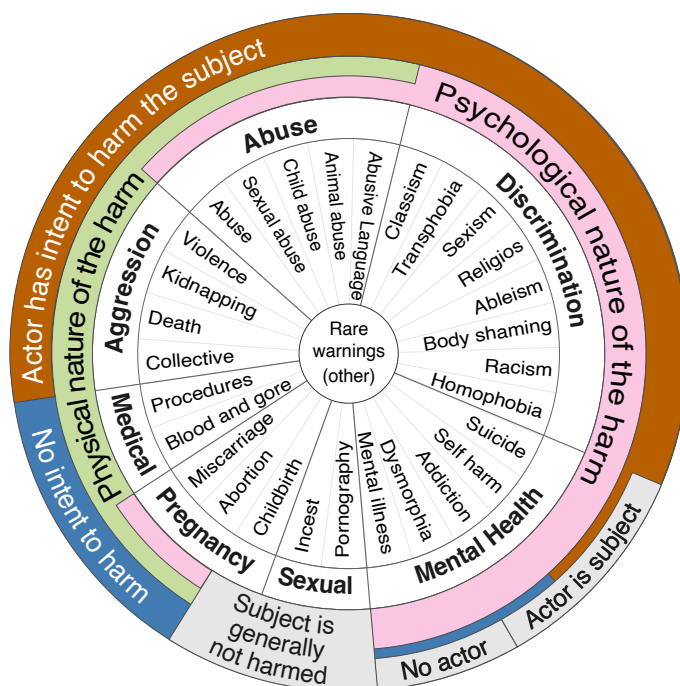 Actor has intent to harm the subject
No intent to harm
Subject is
generally
not harmed
No actor
Actor is subject
Physical nature of the harm
Psychological nature of the harm
Abuse
Abuse
Sexual abuse
Child abuse
Animal abuse
Abusive Language
Discrimination
Classism
Transphobia
Sexism
Religios
Ableism
Body shaming
Racism
Homophobia
Mental Health
Suicide
Self harm
Addiction
Dysmorphia
Mental illness
Sexual
Pornography
Incest
Pregnancy
Childbirth
Abortion
Miscarriage
Medical
Blood and gore
Procedures
Aggression
Collective
Death
Kidnapping
Violence
Rare
warnings
(other)